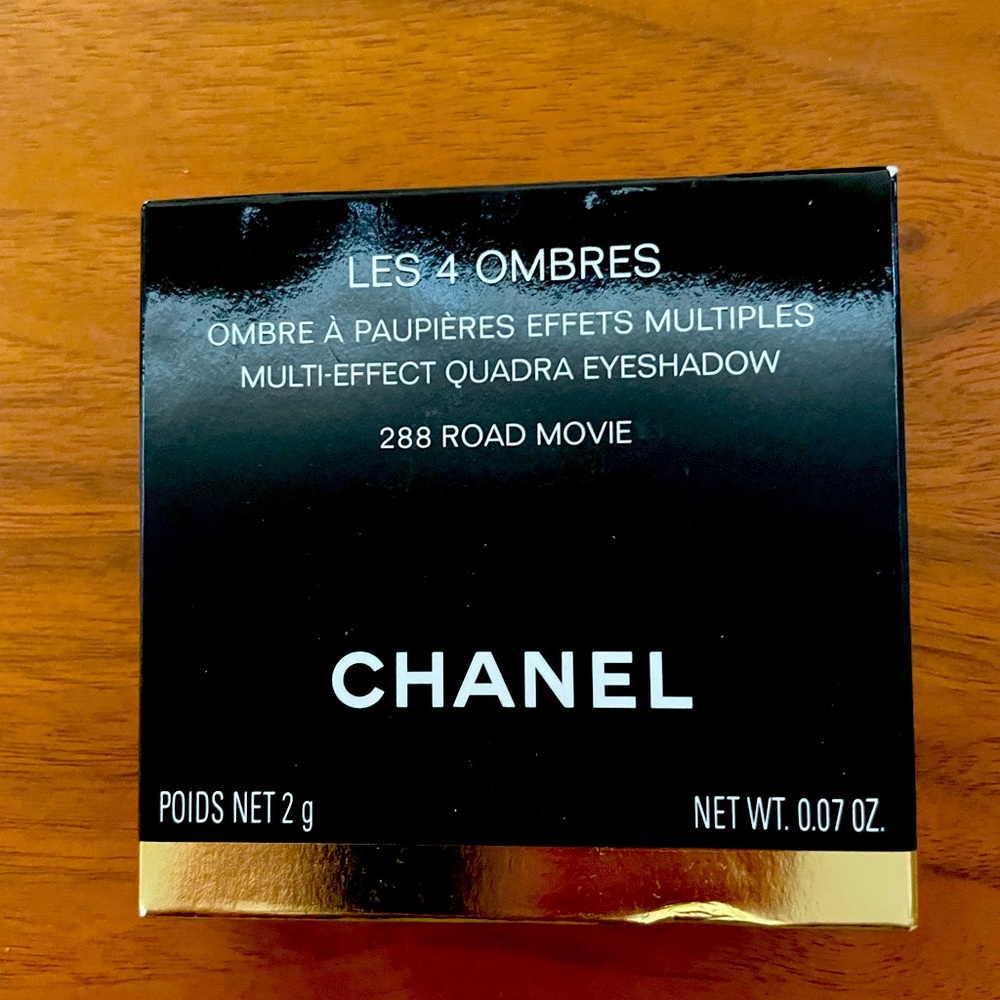 LES 4 OMBRES
OMBRE À PAUPIÈRES EFFETS MULTIPLES
MULTI-EFFECT QUADRA EYESHADOW
288 ROAD MOVIE
CHANEL
POIDS NET 2 g
NET WT. 0.07 OZ.